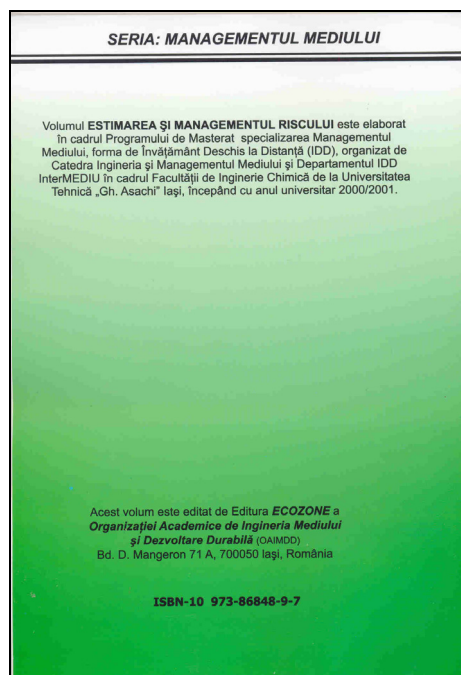 SERIA: MANAGEMENTUL MEDIULUI
Volumul ESTIMAREA ŞI MANAGEMENTUL RISCULUI este elaborat
în cadrul Programului de Masterat specializarea Managementul
Mediului, forma de Învăţământ Deschis la Distanţă (IDD), organizat de
Catedra Ingineria şi Managementul Mediului şi Departamentul IDD
InterMEDIU în cadrul Facultăţii de Inginerie Chimică de la Universitatea
Tehnică „Gh. Asachi” Iaşi, începând cu anul universitar 2000/2001.
Acest volum este editat de Editura ECOZONE a
Organizaţiei Academice de Ingineria Mediului
şi Dezvoltare Durabilă (OAIMDD)
Bd. D. Mangeron 71 A, 700050 Iaşi, România
ISBN-10 973-86848-9-7